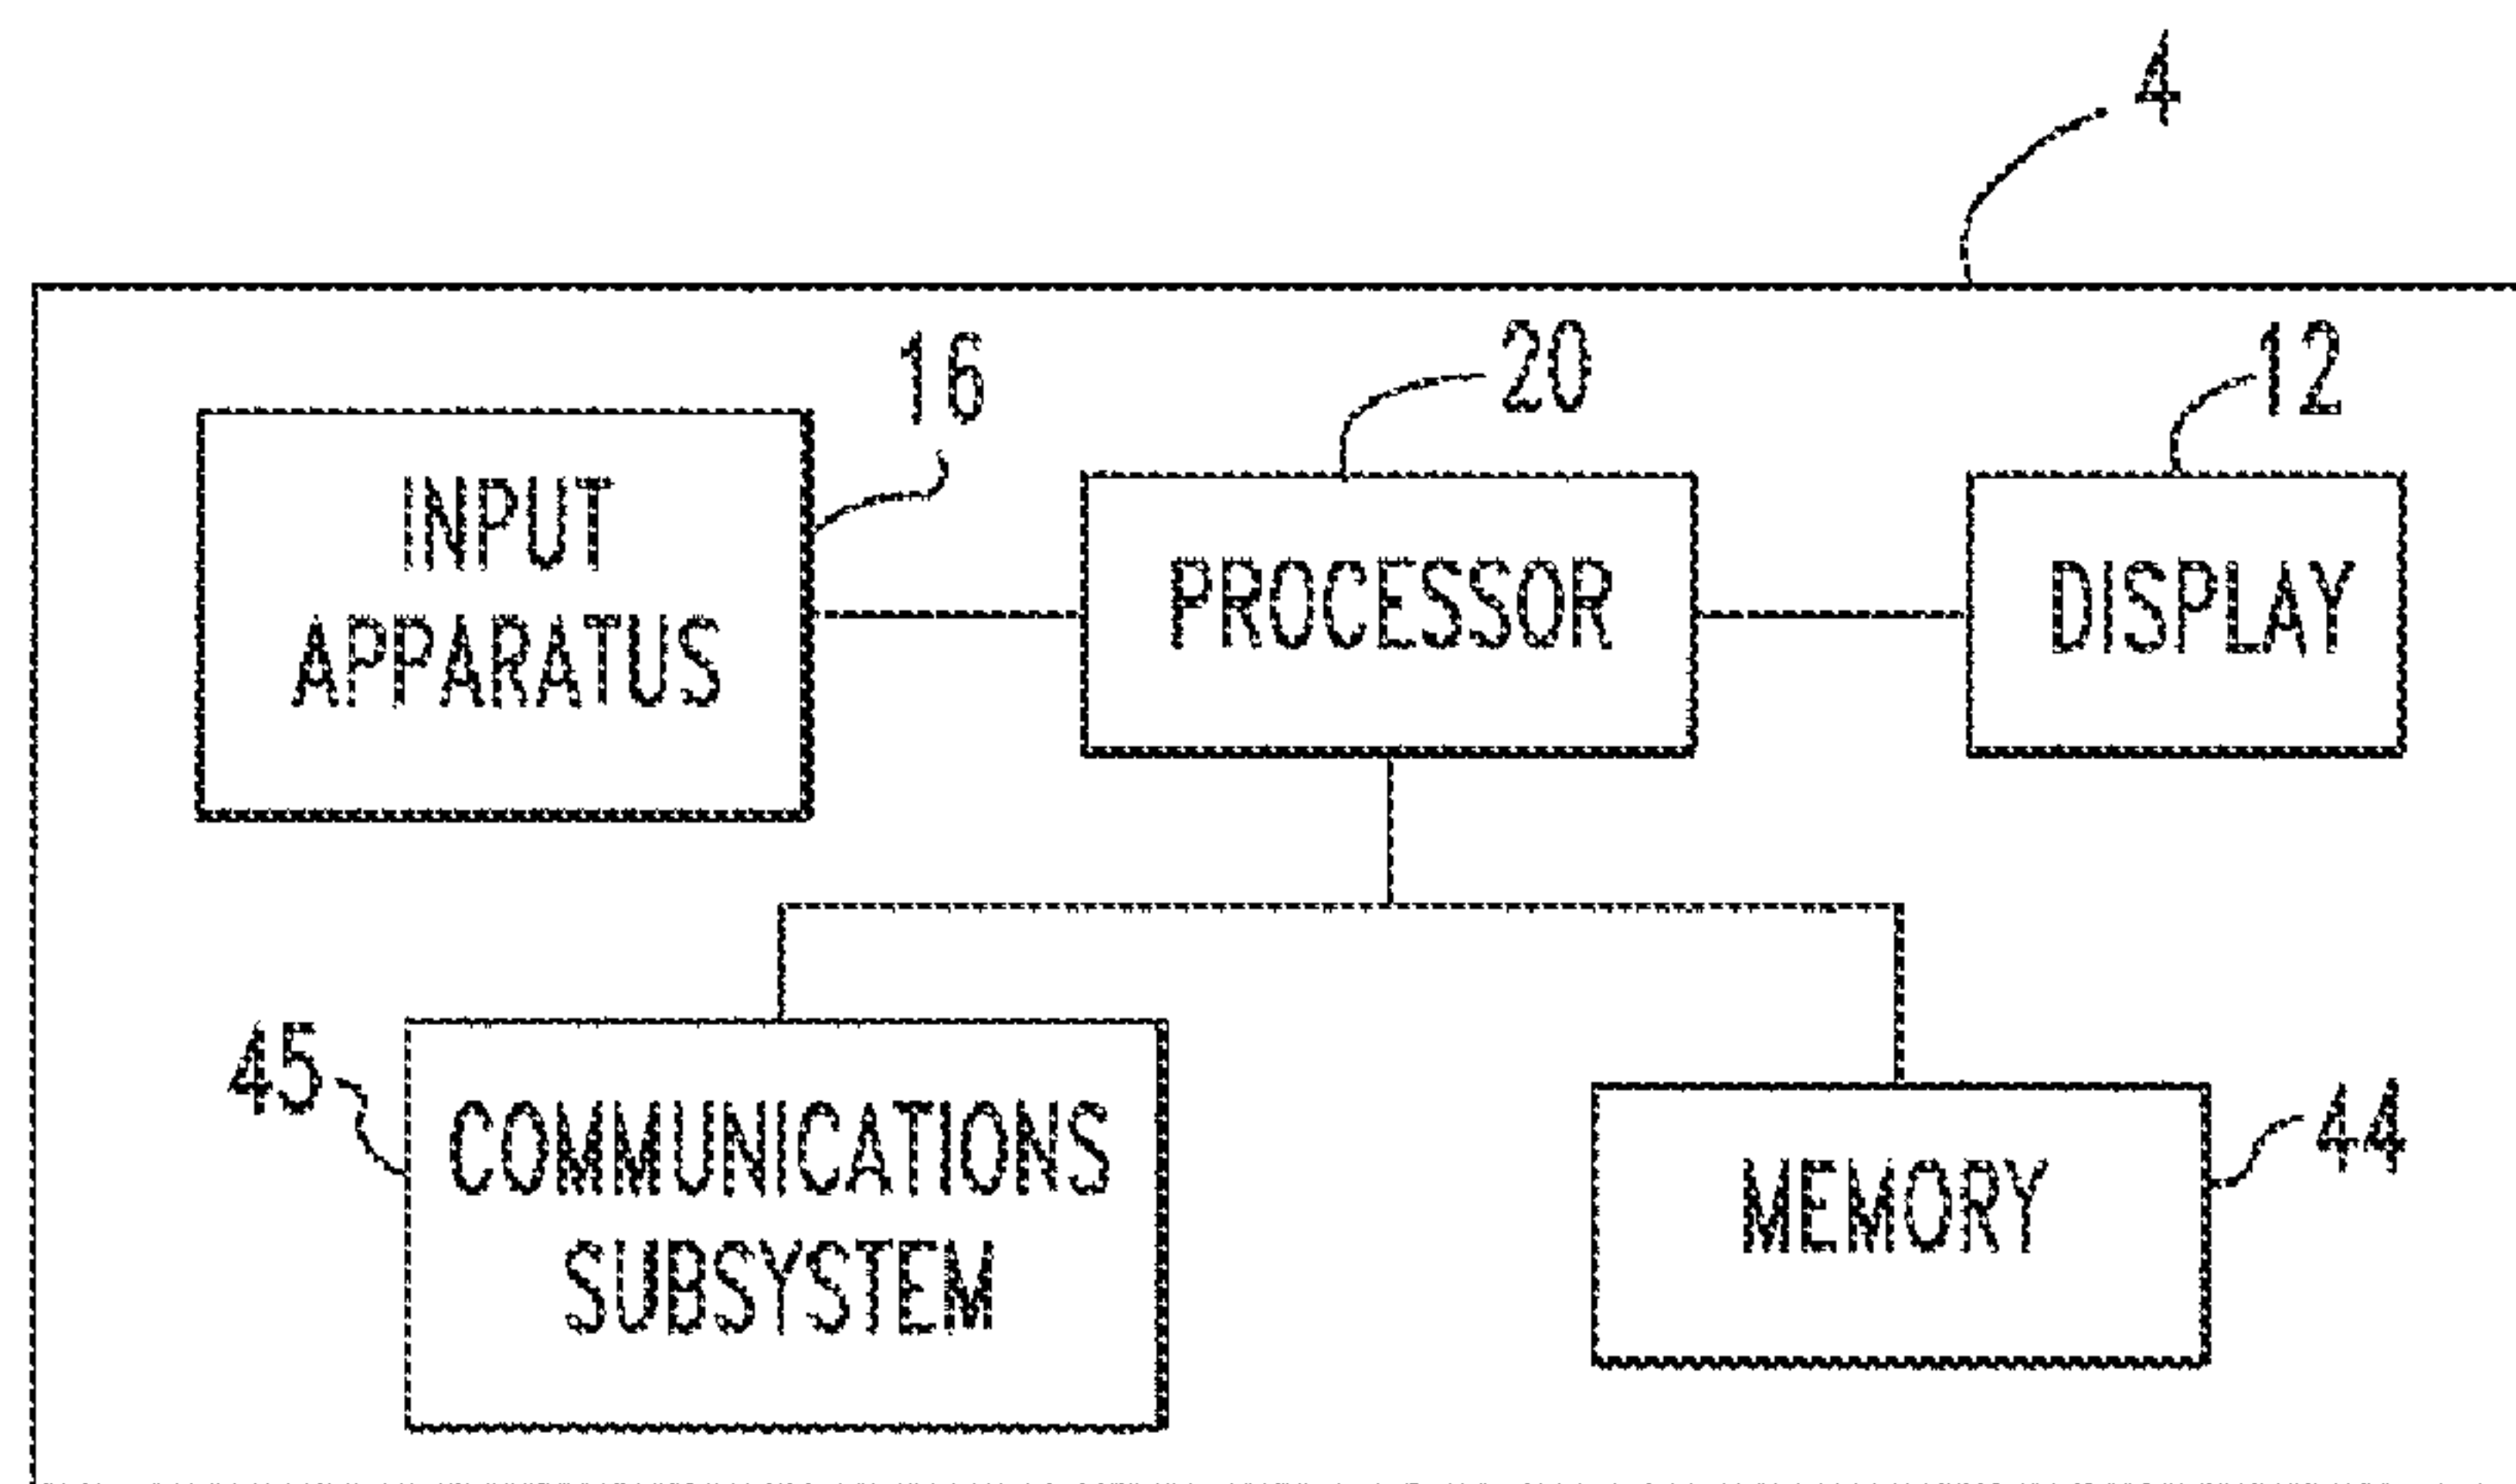 4
16
20
12
INPUT
APPARATUS
PROCESSOR
DISPLAY
45
COMMUNICATIONS
SUBSYSTEM
MEMORY
44